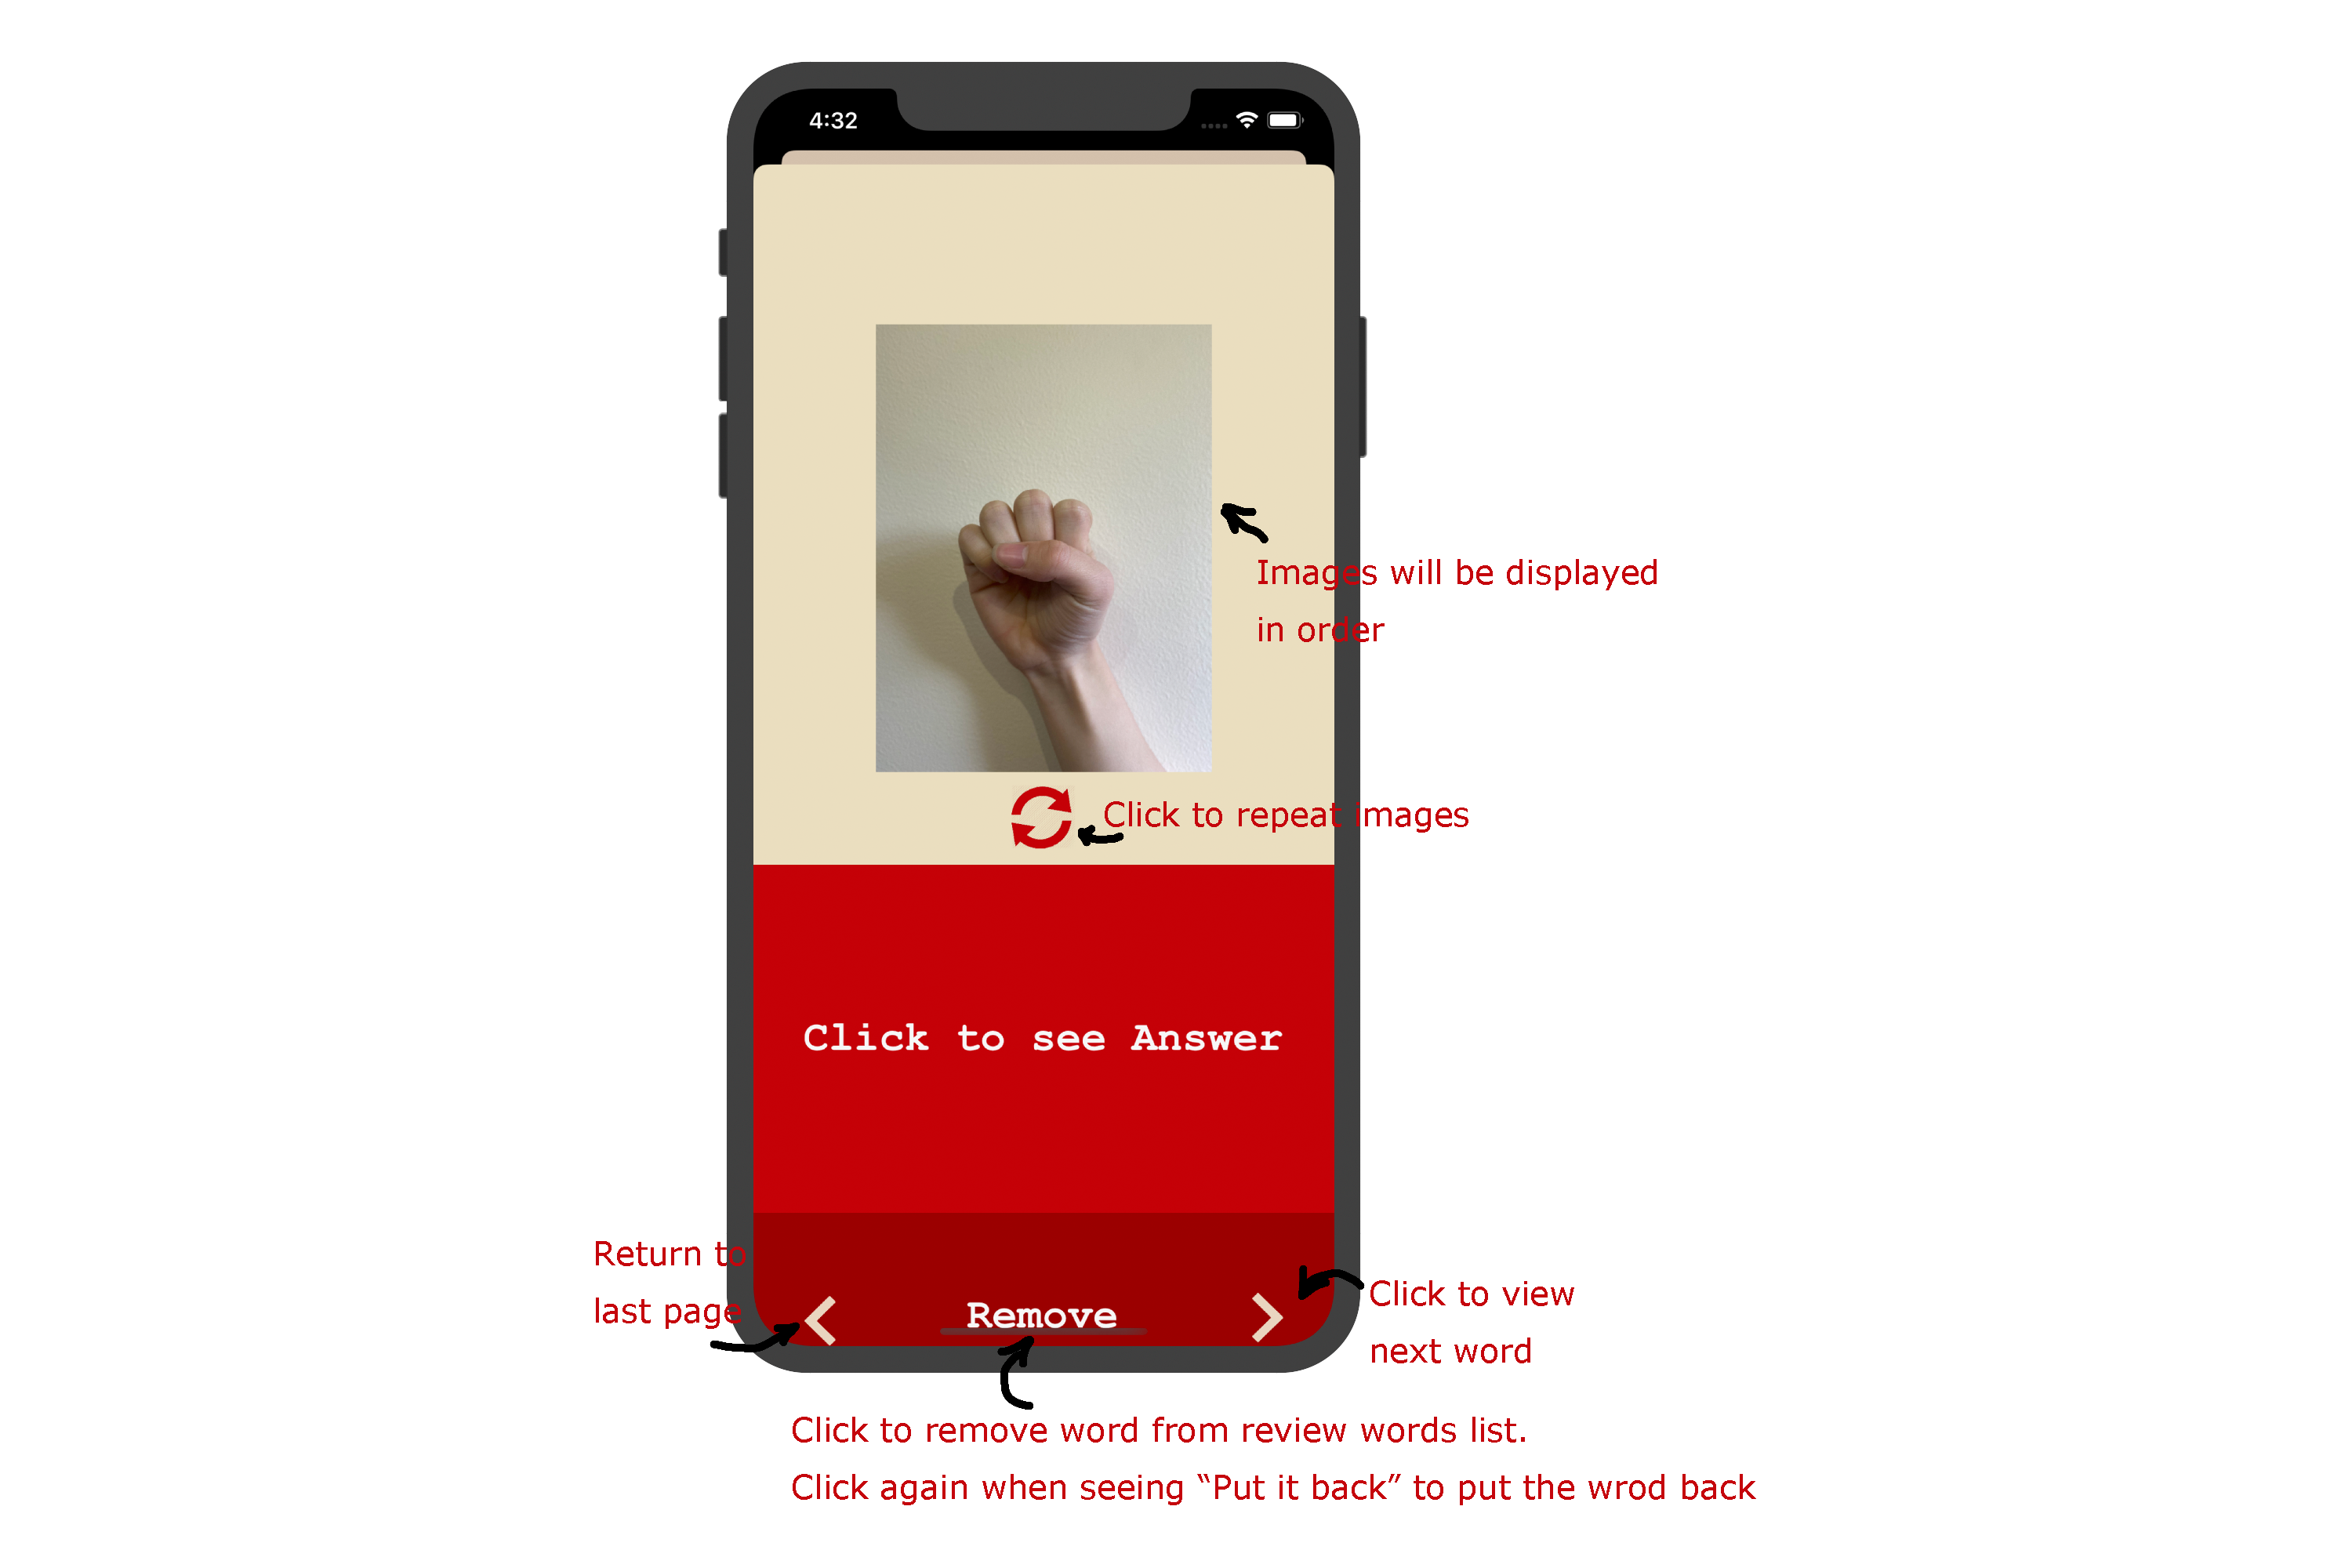 4:32
Images will be displayed
in order
Click to repeat images
Click to see Answer
Return to
last page
Remove
Click to view
next word
Click to remove word from review words list.
Click again when seeing “Put it back” to put the wrod back